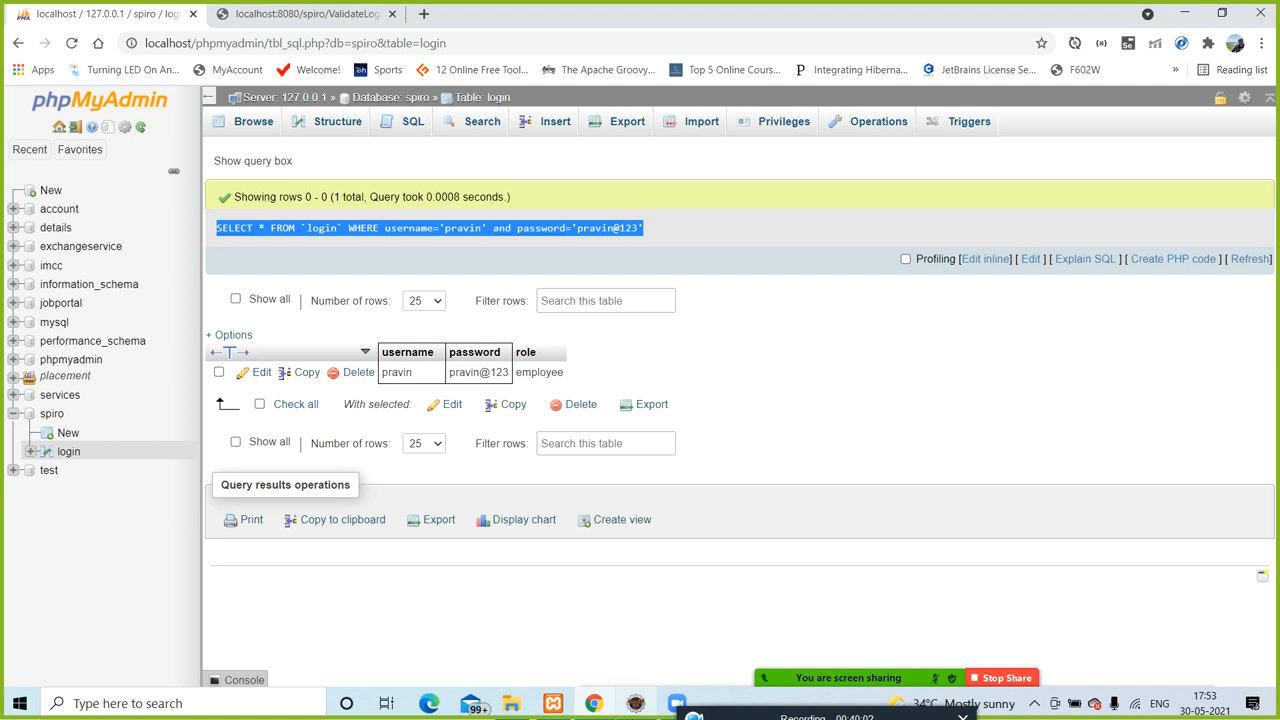 localhost / 127.0.0.1 / spiro / log
localhost:8080/spiro/ValidateLog
localhost/phpmyadmin/tbl_sql.php?db=spiro&table=login
Apps
Turning LED On An...
MyAccount
Welcome!
Sports
12 Online Free Tool...
The Apache Groovy...
Top 5 Online Cours...
Integrating Hiberna...
JetBrains License Se...
F602W
»
Reading list
phpMyAdmin
Recent
Favorites
New
account
details
exchangeservice
imcc
information_schema
jobportal
mysql
performance_schema
phpmyadmin
placement
services
spiro
New
login
test
Server: 127.0.0.1 » Database: spiro » Table: login
Browse
Structure
SQL
Search
Insert
Export
Import
Privileges
Operations
Triggers
Show query box
Showing rows 0 - 0 (1 total, Query took 0.0008 seconds.)
SELECT * FROM `login` WHERE username='pravin' and password='pravin@123'
Profiling [Edit inline] [ Edit ] [ Explain SQL ] [ Create PHP code ] [ Refresh]
Show all | Number of rows: 25 Filter rows: Search this table
+ Options
username password role
Edit Copy Delete pravin pravin@123 employee
Check all With selected: Edit Copy Delete Export
Show all | Number of rows: 25 Filter rows: Search this table
Query results operations
Print Copy to clipboard Export Display chart Create view
Console
You are screen sharing
Stop Share
Type here to search
99+
34°C Mostly sunny
ENG
17:53
30-05-2021
Recording 00:40:02